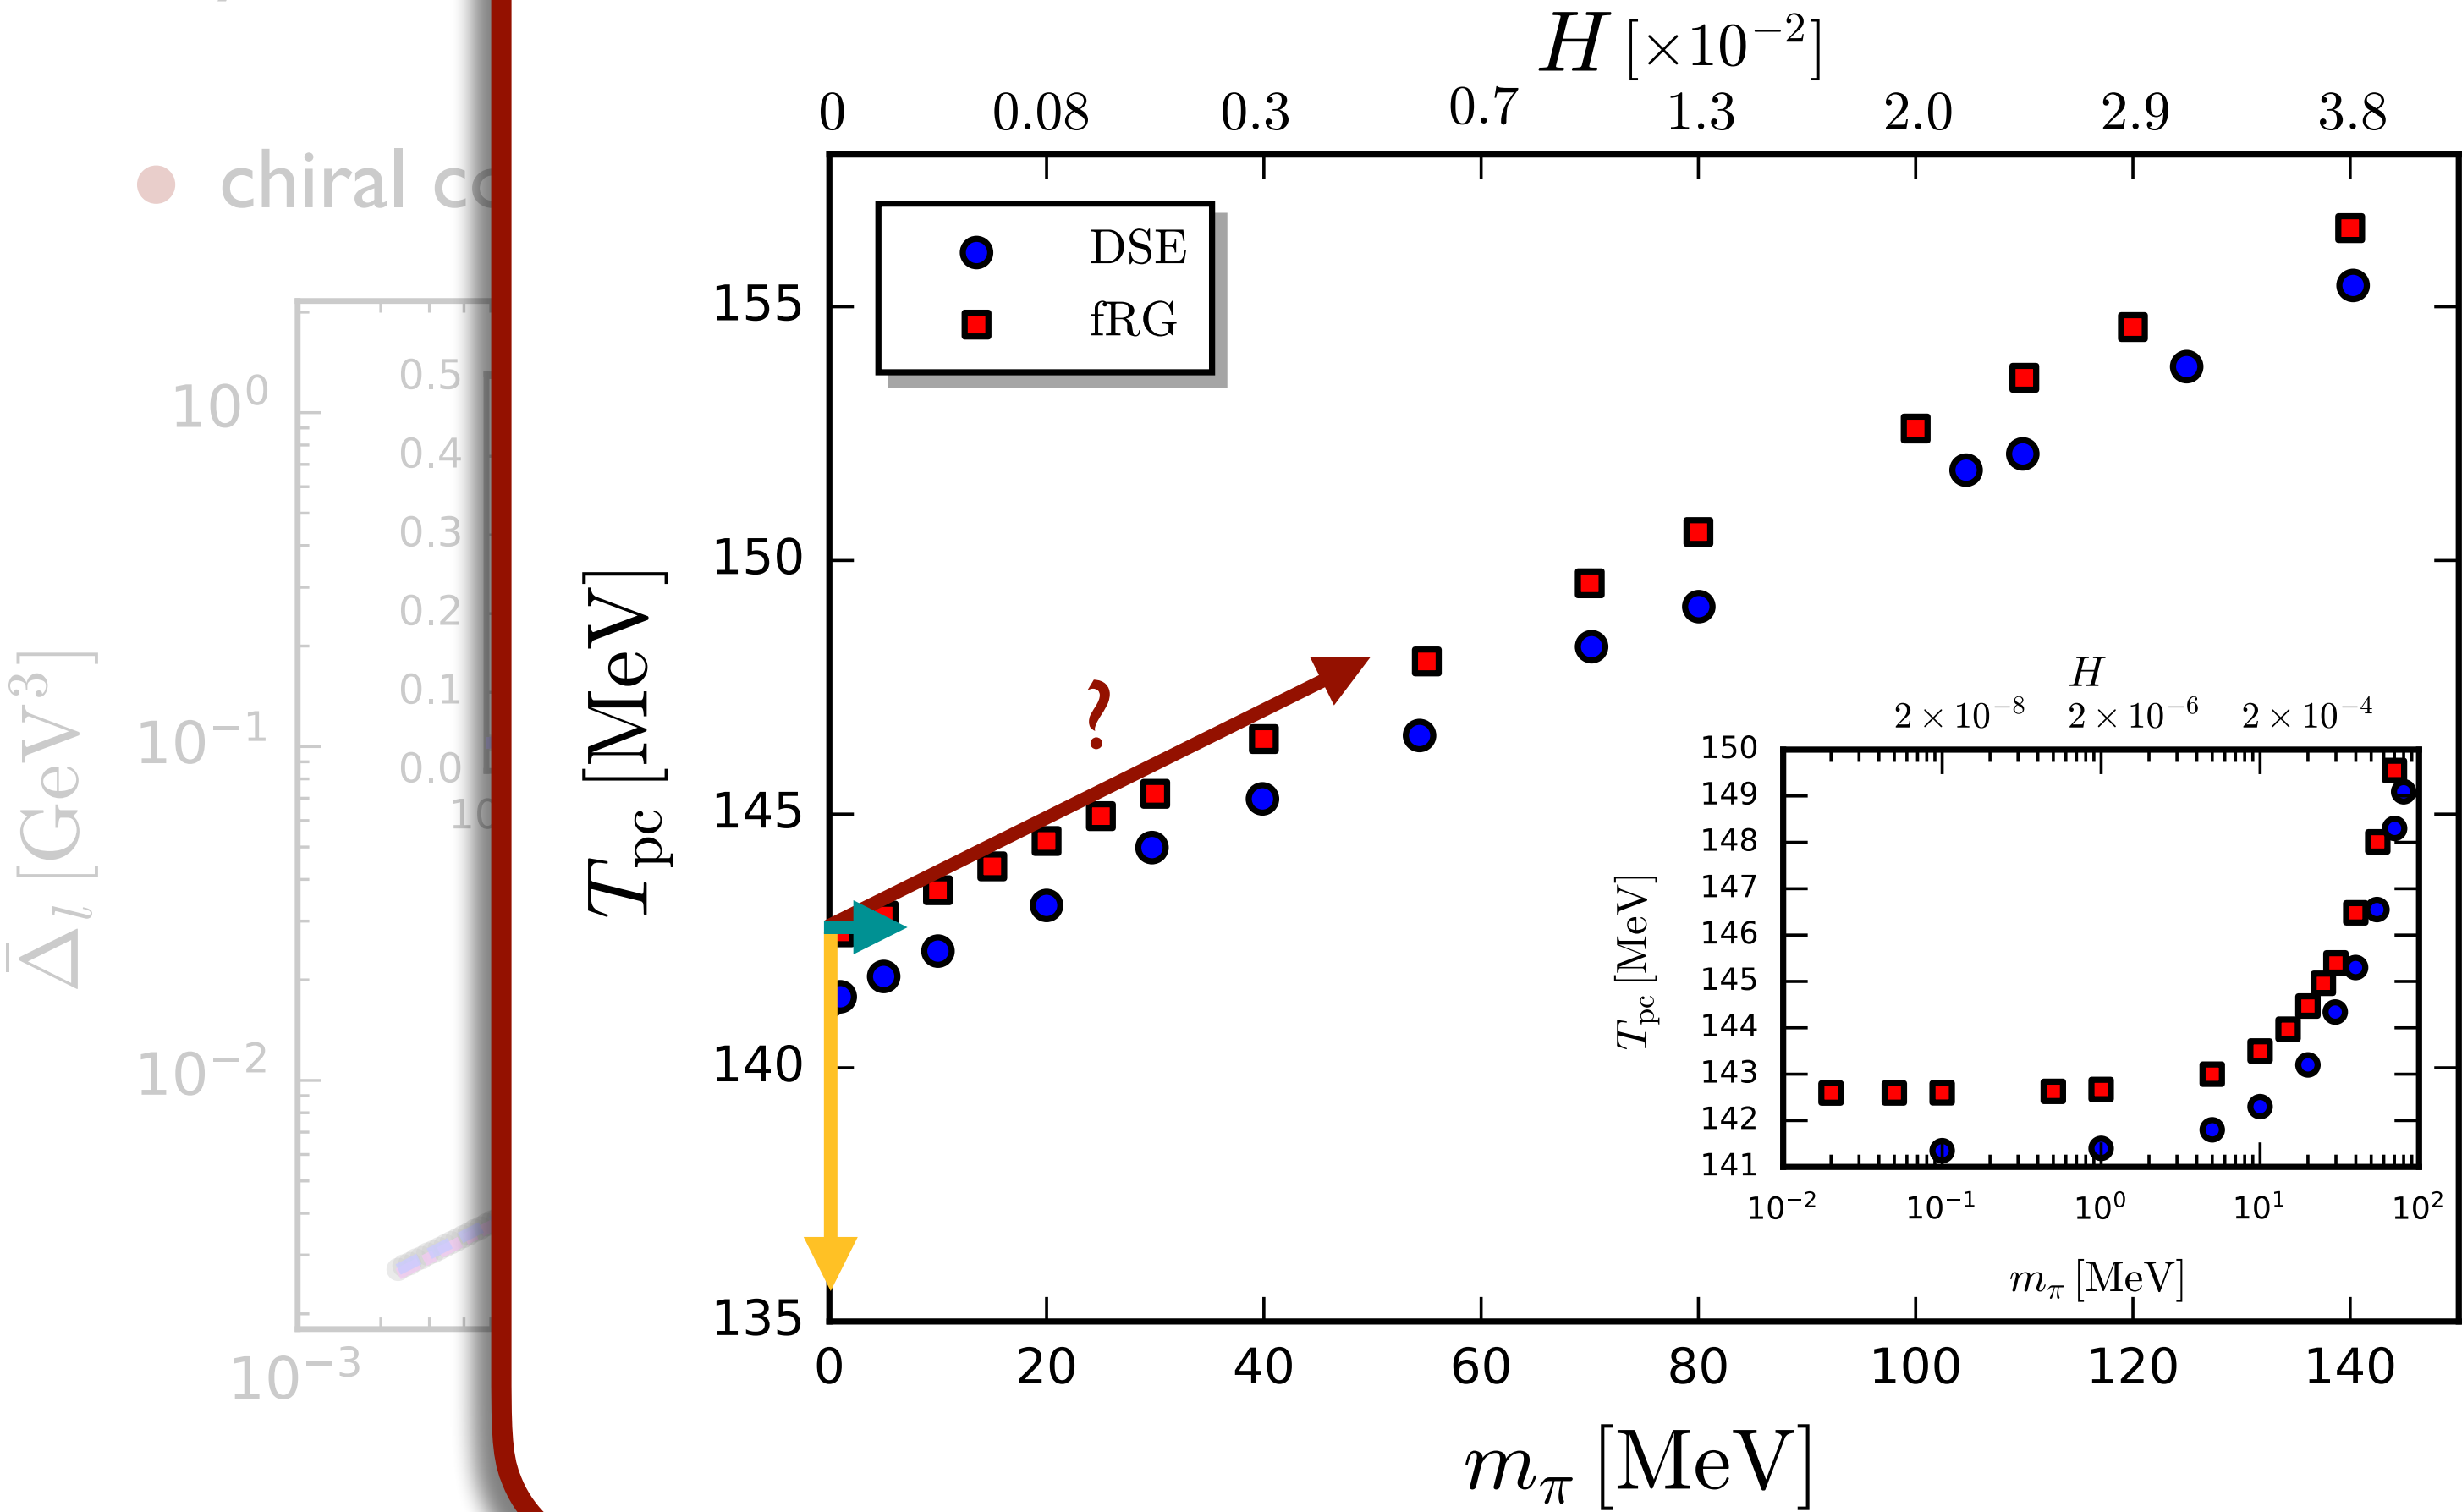 H [×10⁻²]
0 0.08 0.3 0.7 1.3 2.0 2.9 3.8
chiral
DSE
fRG
155
150
145
140
135
T_pc [MeV]
?
0 20 40 60 80 100 120 140
m_π [MeV]
H
2 × 10⁻⁸ 2 × 10⁻⁶ 2 × 10⁻⁴
150
149
148
147
146
145
144
143
142
141
T_pc [MeV]
10⁻² 10⁻¹ 10⁰ 10¹ 10²
m_π [MeV]
Δ̄_l [GeV³]
10⁰
10⁻¹
10⁻²
10⁻³
0.5
0.4
0.3
0.2
0.1
0.0